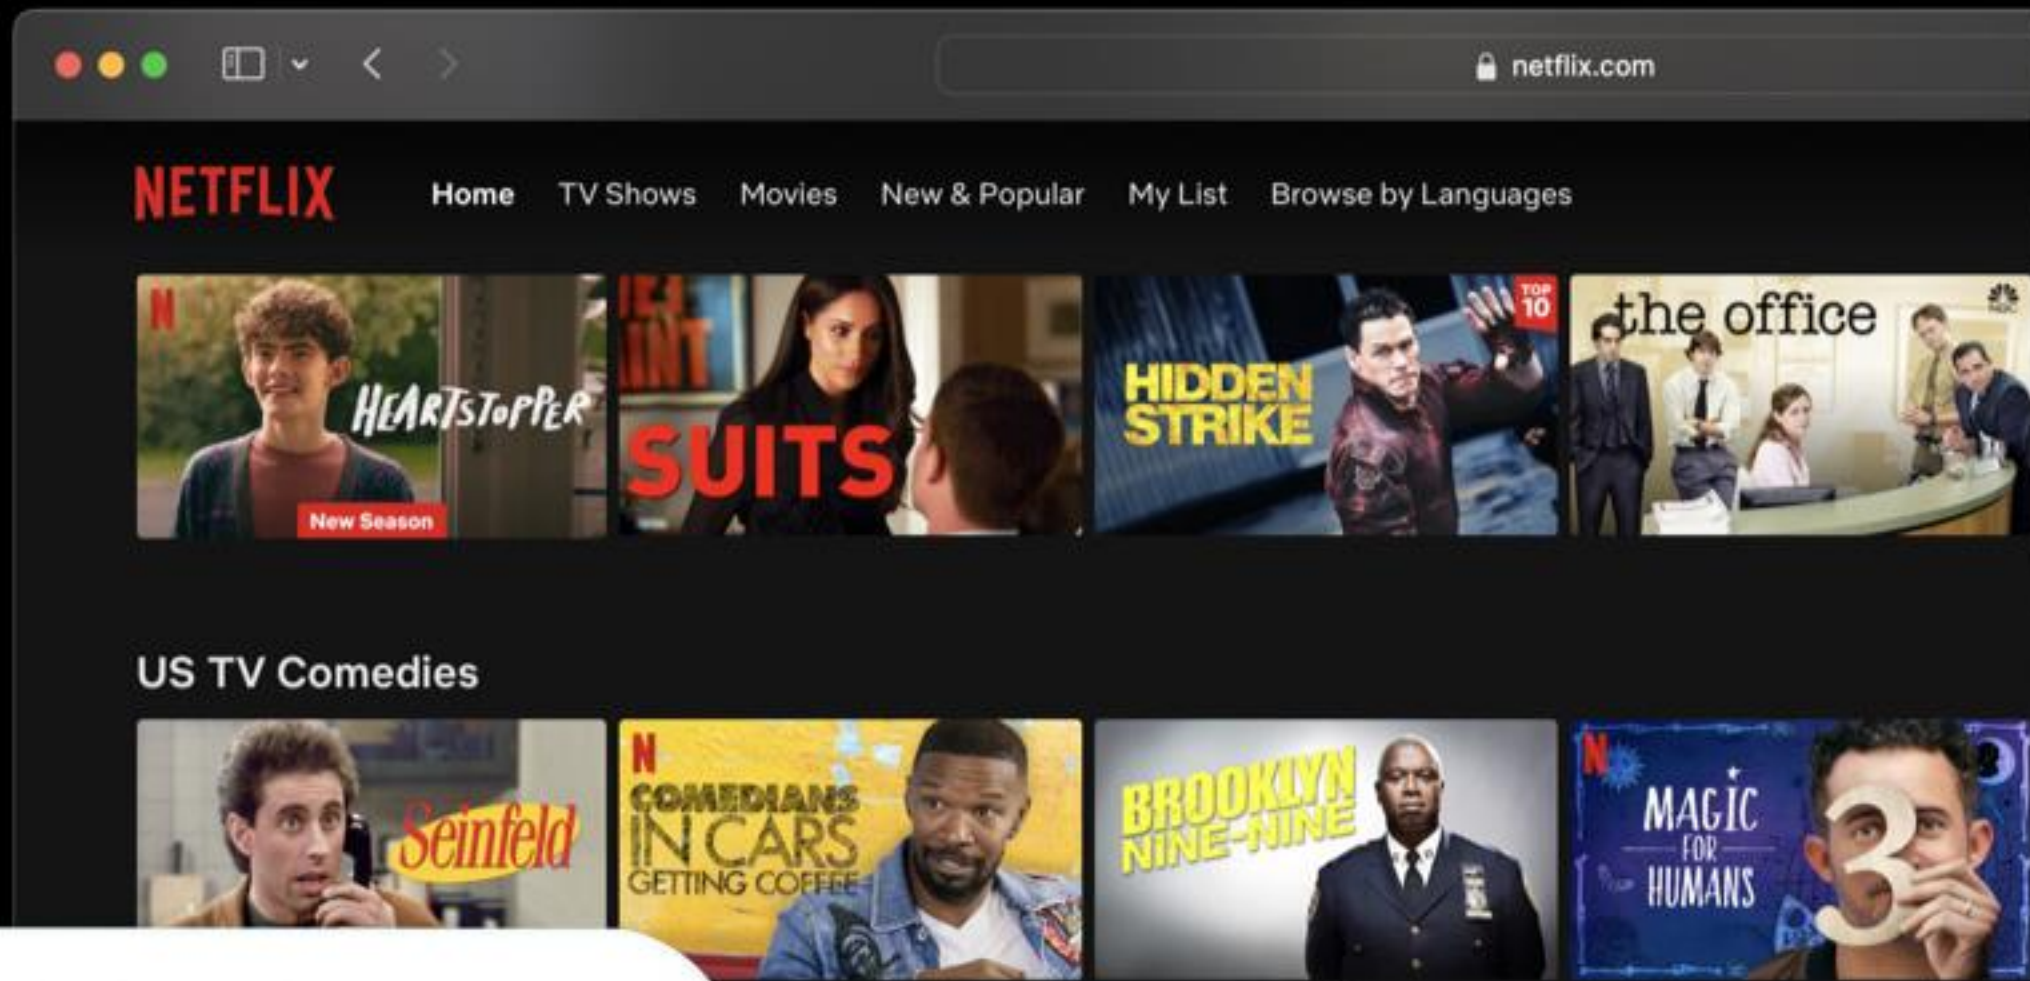 netflix.com
NETFLIX
Home TV Shows Movies New & Popular My List Browse by Languages
N
HEARTSTOPPER
New Season
SUITS
HIDDEN
STRIKE
TOP
10
the office
NBC
US TV Comedies
Seinfeld
N
COMEDIANS
IN CARS
GETTING COFFEE
BROOKLYN
NINE-NINE
N
MAGIC
FOR
HUMANS
3